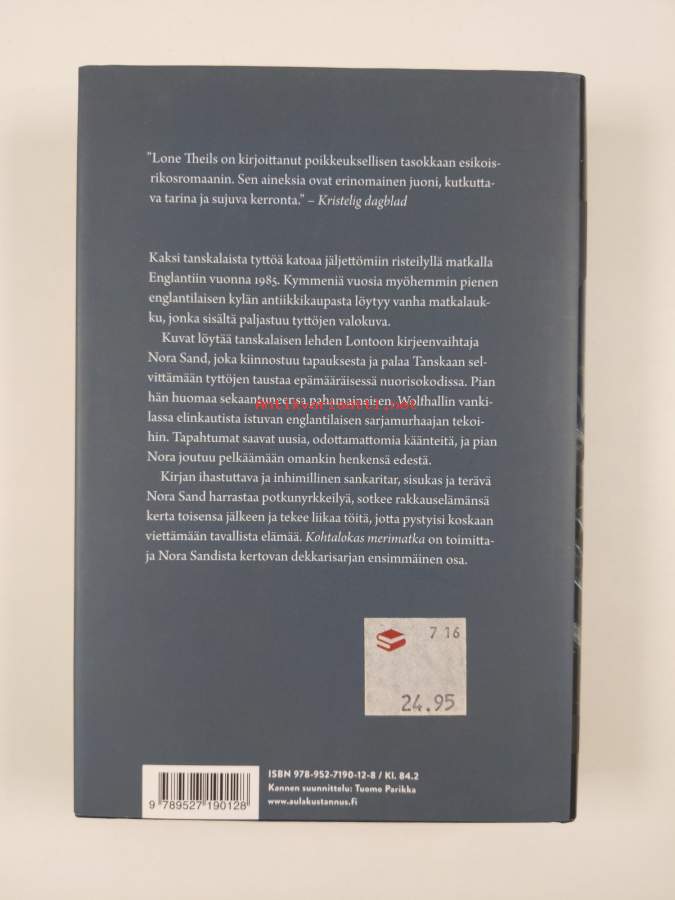 "Lone Theils on kirjoittanut poikkeuksellisen tasokkaan esikois-
rikosromaanin. Sen aineksia ovat erinomainen juoni, kutkutta-
va tarina ja sujuva kerronta." – Kristelig dagblad
Kaksi tanskalaista tyttöä katoaa jäljettömiin risteilyllä matkalla
Englantiin vuonna 1985. Kymmeniä vuosia myöhemmin pienen
englantilaisen kylän antiikkikaupasta löytyy vanha matkalauk-
ku, jonka sisältä paljastuu tyttöjen valokuva.
Kuvat löytää tanskalaisen lehden Lontoon kirjeenvaihtaja
Nora Sand, joka kiinnostuu tapauksesta ja palaa Tanskaan sel-
vittämään tyttöjen taustaa epämääräisessä nuorisokodissa. Pian
hän huomaa sekaantuneensa pahamaineisen, Wolfhallin vanki-
lassa elinkautista istuvan englantilaisen sarjamurhaajan tekoi-
hin. Tapahtumat saavat uusia, odottamattomia käänteitä, ja pian
Nora joutuu pelkäämään omankin henkensä edestä.
Kirjan ihastuttava ja inhimillinen sankaritar, sisukas ja terävä
Nora Sand harrastaa potkunyrkkeilyä, sotkee rakkauselämänsä
kerta toisensa jälkeen ja tekee liikaa töitä, jotta pystyisi koskaan
viettämään tavallista elämää. Kohtalokas merimatka on toimitta-
ja Nora Sandista kertovan dekkarisarjan ensimmäinen osa.
Antikvariaatti.net
7 16
24.95
ISBN 978-952-7190-12-8 / Kl. 84.2
Kannen suunnittelu: Tuomo Parikka
www.aulakustannus.fi
9 789527 190128